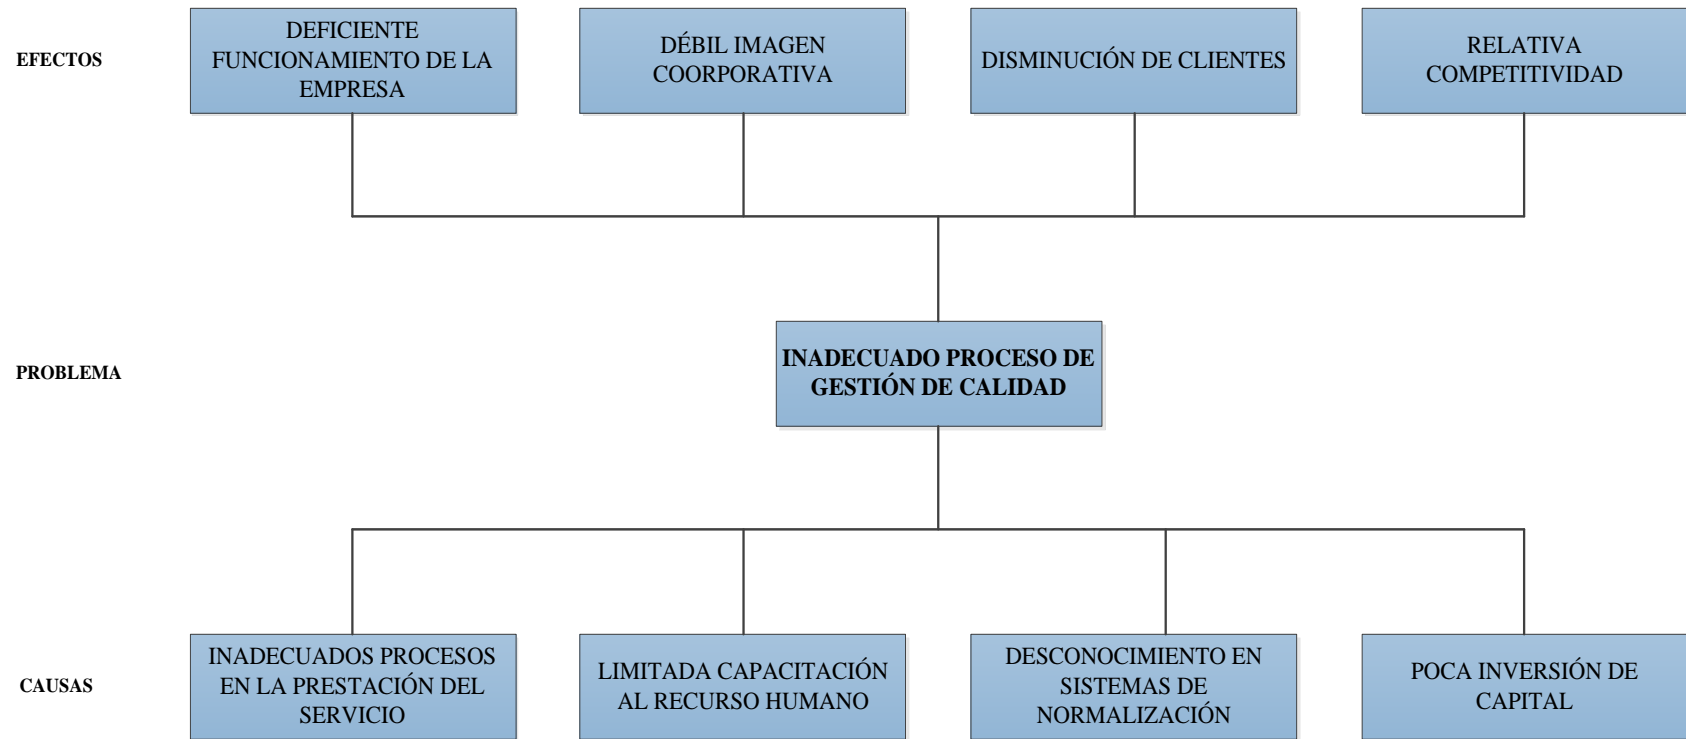 EFECTOS
DEFICIENTE
FUNCIONAMIENTO DE LA
EMPRESA
DÉBIL IMAGEN
COORPORATIVA
DISMINUCIÓN DE CLIENTES
RELATIVA
COMPETITIVIDAD
PROBLEMA
INADECUADO PROCESO DE
GESTIÓN DE CALIDAD
CAUSAS
INADECUADOS PROCESOS
EN LA PRESTACIÓN DEL
SERVICIO
LIMITADA CAPACITACIÓN
AL RECURSO HUMANO
DESCONOCIMIENTO EN
SISTEMAS DE
NORMALIZACIÓN
POCA INVERSIÓN DE
CAPITAL